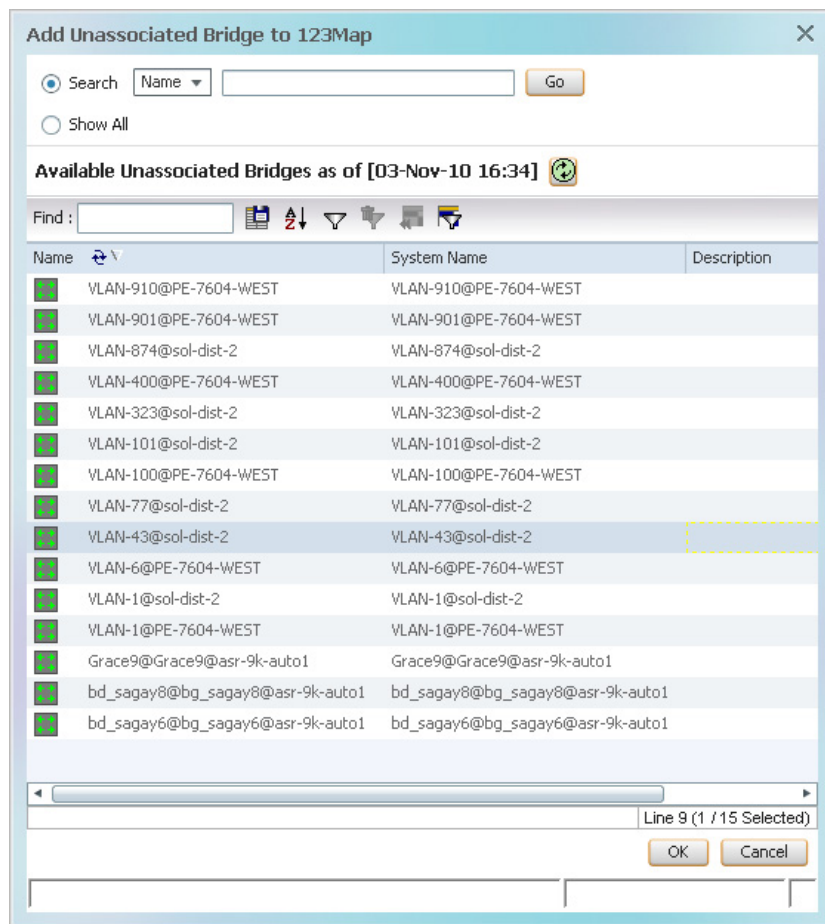 Add Unassociated Bridge to 123Map
Search Name Go
Show All
Available Unassociated Bridges as of [03-Nov-10 16:34]
Find :
Name System Name Description
VLAN-910@PE-7604-WEST VLAN-910@PE-7604-WEST
VLAN-901@PE-7604-WEST VLAN-901@PE-7604-WEST
VLAN-874@sol-dist-2 VLAN-874@sol-dist-2
VLAN-400@PE-7604-WEST VLAN-400@PE-7604-WEST
VLAN-323@sol-dist-2 VLAN-323@sol-dist-2
VLAN-101@sol-dist-2 VLAN-101@sol-dist-2
VLAN-100@PE-7604-WEST VLAN-100@PE-7604-WEST
VLAN-77@sol-dist-2 VLAN-77@sol-dist-2
VLAN-43@sol-dist-2 VLAN-43@sol-dist-2
VLAN-6@PE-7604-WEST VLAN-6@PE-7604-WEST
VLAN-1@sol-dist-2 VLAN-1@sol-dist-2
VLAN-1@PE-7604-WEST VLAN-1@PE-7604-WEST
Grace9@Grace9@asr-9k-auto1 Grace9@Grace9@asr-9k-auto1
bd_sagay8@bg_sagay8@asr-9k-auto1 bd_sagay8@bg_sagay8@asr-9k-auto1
bd_sagay6@bg_sagay6@asr-9k-auto1 bd_sagay6@bg_sagay6@asr-9k-auto1
Line 9 (1 / 15 Selected)
OK Cancel